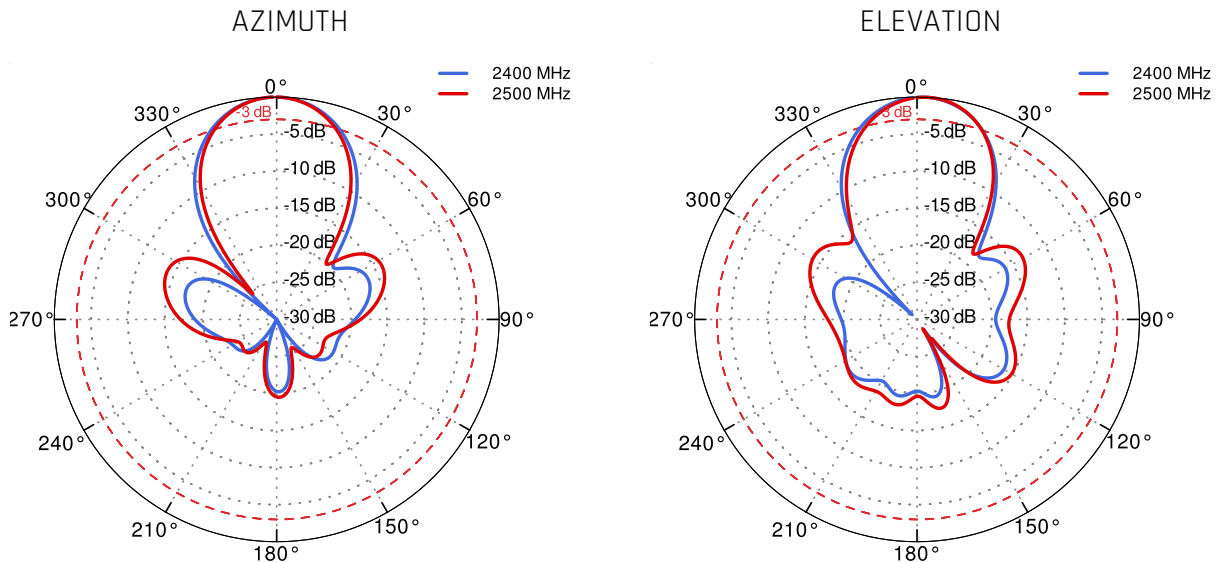 AZIMUTH
2400 MHz
2500 MHz
0°
30°
60°
90°
120°
150°
180°
210°
240°
270°
300°
330°
-3 dB
-5 dB
-10 dB
-15 dB
-20 dB
-25 dB
-30 dB
ELEVATION
2400 MHz
2500 MHz
0°
30°
60°
90°
120°
150°
180°
210°
240°
270°
300°
330°
3 dB
-5 dB
-10 dB
-15 dB
-20 dB
-25 dB
-30 dB